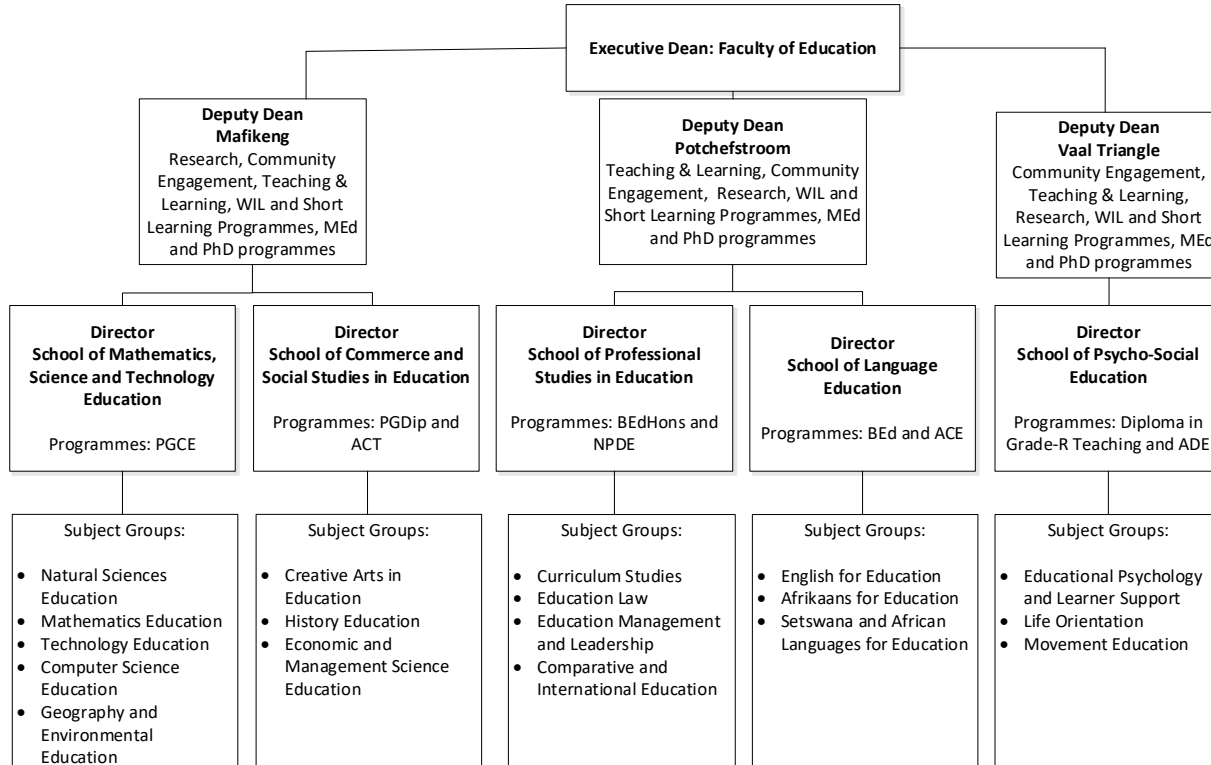 Executive Dean: Faculty of Education
Deputy Dean
Mafikeng
Research, Community
Engagement, Teaching &
Learning, WIL and Short
Learning Programmes, MEd
and PhD programmes
Deputy Dean
Potchefstroom
Teaching & Learning, Community
Engagement, Research, WIL and
Short Learning Programmes, MEd
and PhD programmes
Deputy Dean
Vaal Triangle
Community Engagement,
Teaching & Learning,
Research, WIL and Short
Learning Programmes, MEd
and PhD programmes
Director
School of Mathematics,
Science and Technology
Education
Programmes: PGCE
Director
School of Commerce and
Social Studies in Education
Programmes: PGDip and
ACT
Director
School of Professional
Studies in Education
Programmes: BEdHons and
NPDE
Director
School of Language
Education
Programmes: BEd and ACE
Director
School of Psycho-Social
Education
Programmes: Diploma in
Grade-R Teaching and ADE
Subject Groups:
• Natural Sciences
Education
• Mathematics Education
• Technology Education
• Computer Science
Education
• Geography and
Environmental
Education
Subject Groups:
• Creative Arts in
Education
• History Education
• Economic and
Management Science
Education
Subject Groups:
• Curriculum Studies
• Education Law
• Education Management
and Leadership
• Comparative and
International Education
Subject Groups:
• English for Education
• Afrikaans for Education
• Setswana and African
Languages for Education
Subject Groups:
• Educational Psychology
and Learner Support
• Life Orientation
• Movement Education